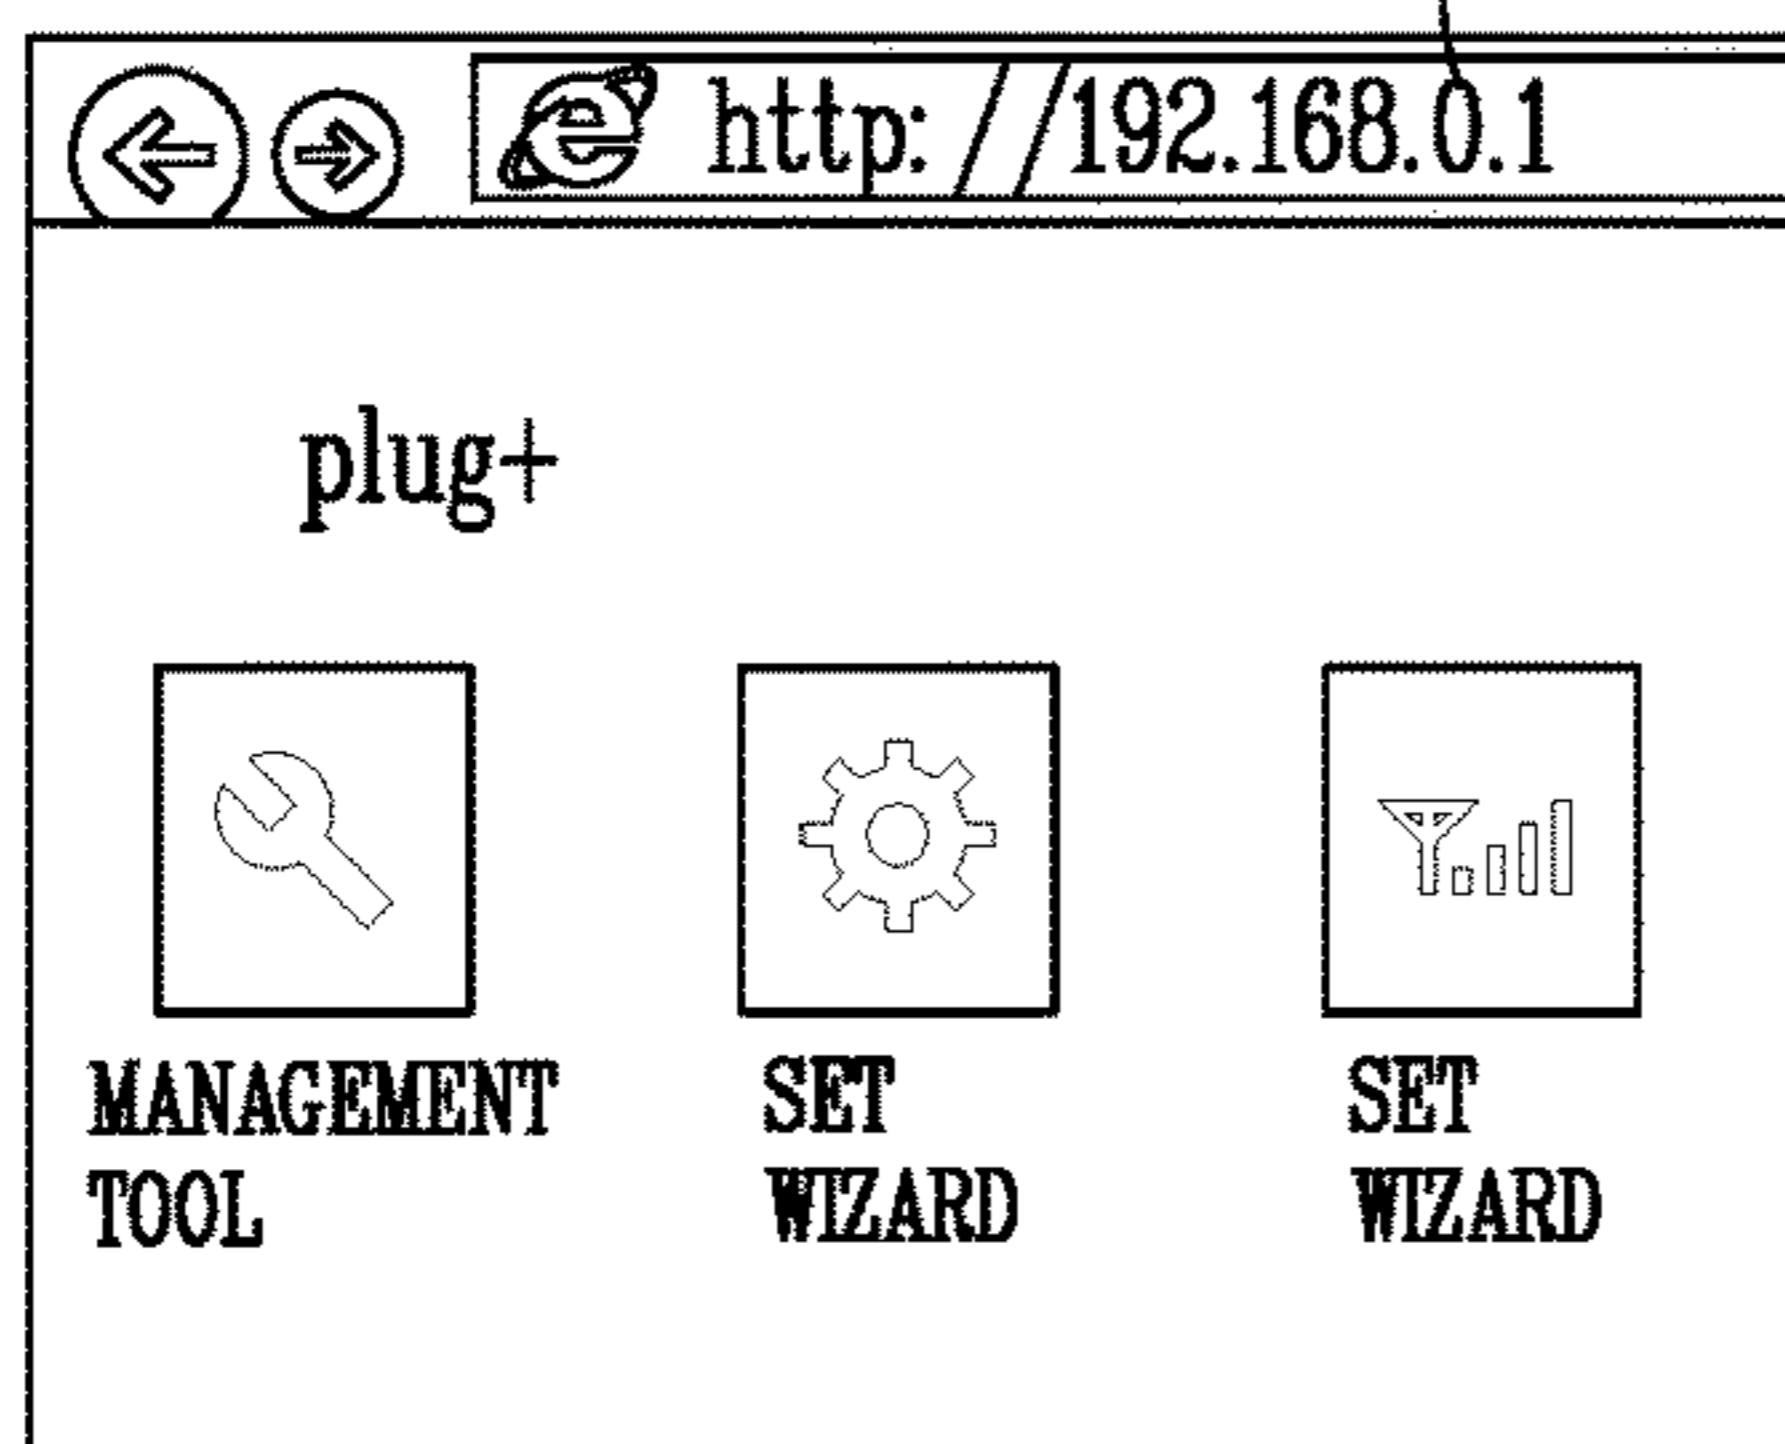 http://192.168.0.1
plug+
MANAGEMENT
TOOL
SET
WIZARD
SET
WIZARD